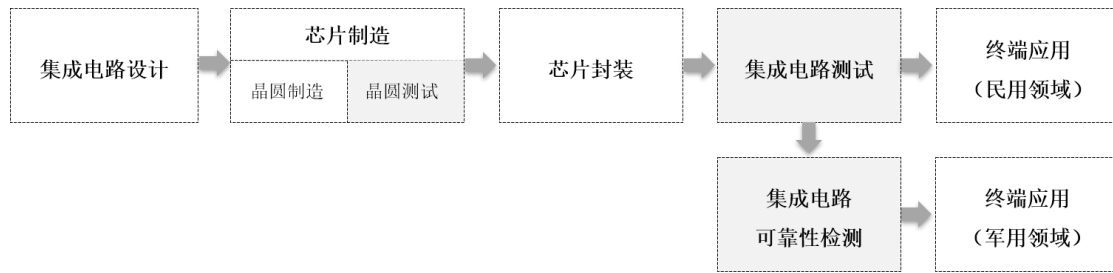 集成电路设计
芯片制造
晶圆制造
晶圆测试
芯片封装
集成电路测试
终端应用
（民用领域）
集成电路
可靠性检测
终端应用
（军用领域）